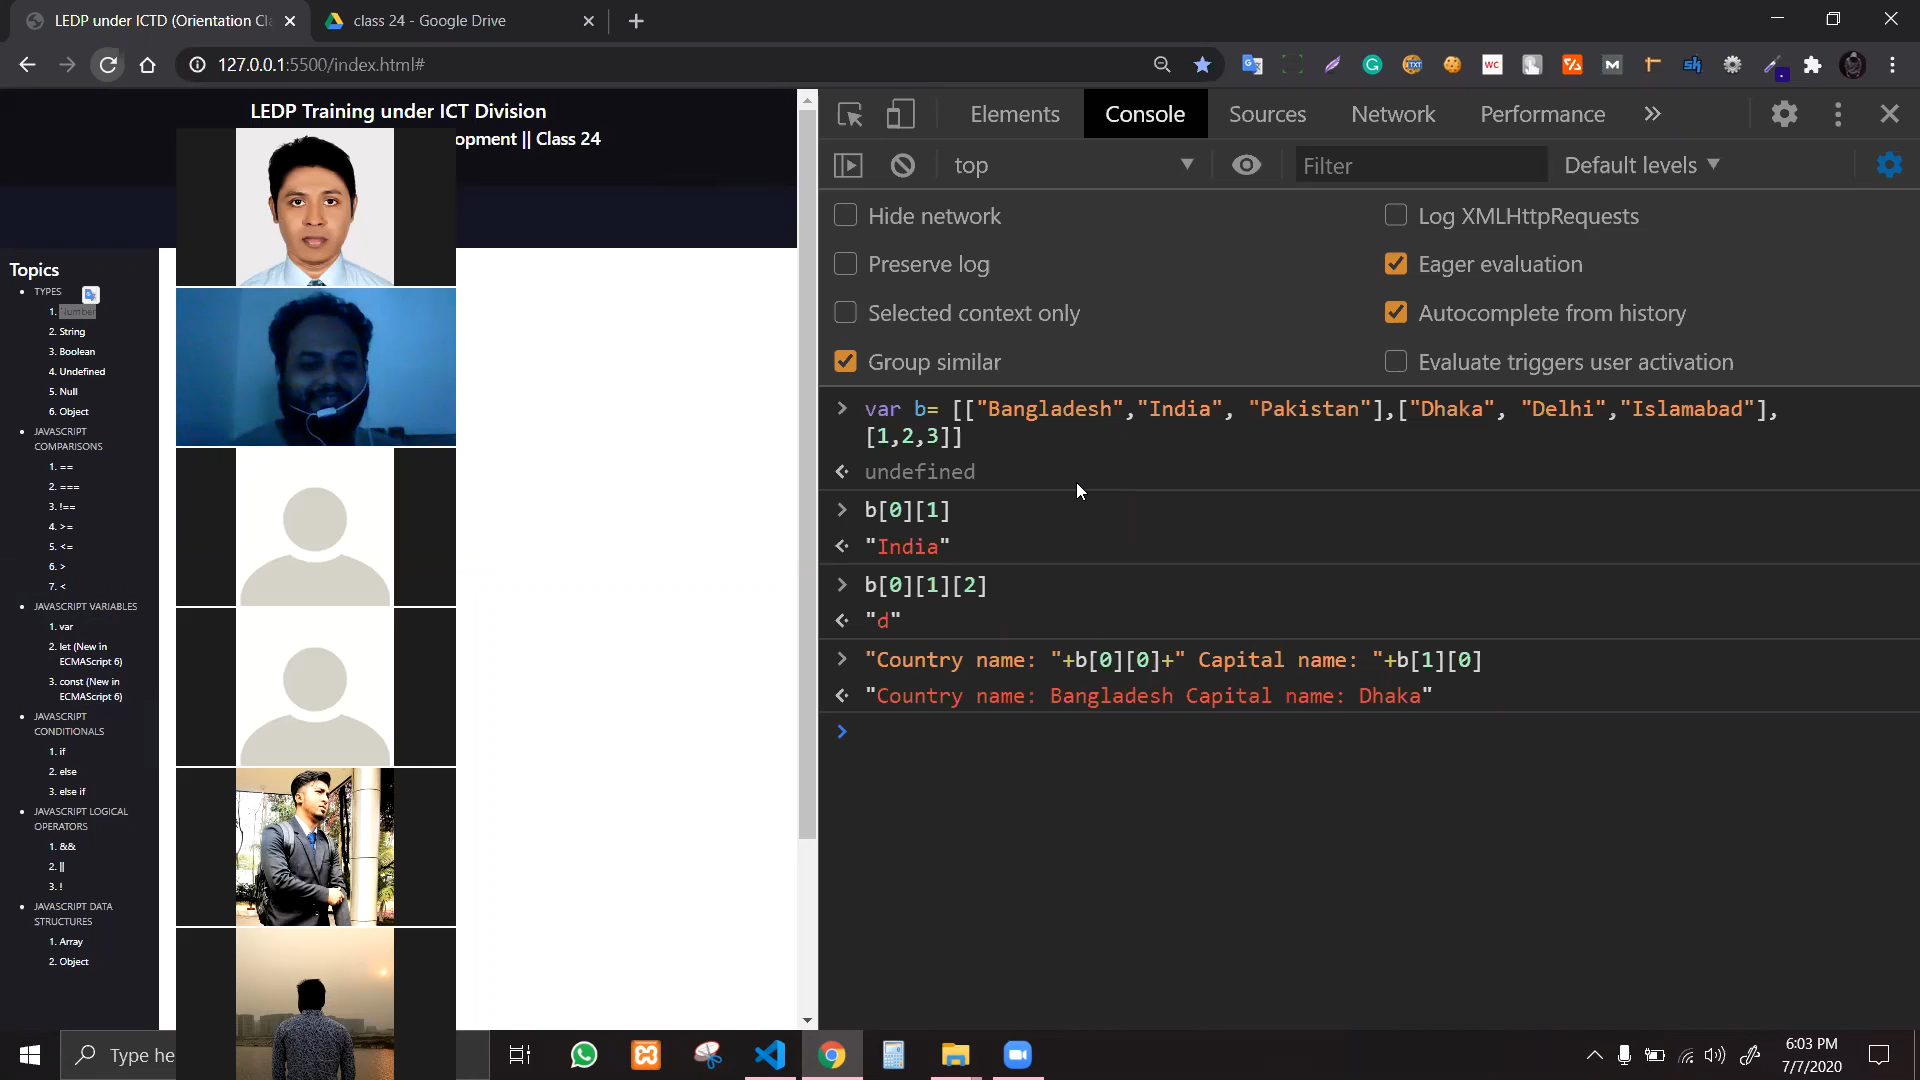 LEDP under ICTD (Orientation Cla
class 24 - Google Drive
127.0.0.1:5500/index.html#
LEDP Training under ICT Division
opment || Class 24
Topics
TYPES
1. Number
2. String
3. Boolean
4. Undefined
5. Null
6. Object
JAVASCRIPT
COMPARISONS
1. ==
2. ===
3. !==
4. >=
5. <=
6. >
7. <
JAVASCRIPT VARIABLES
1. var
2. let (New in
ECMAScript 6)
3. const (New in
ECMAScript 6)
JAVASCRIPT
CONDITIONALS
1. if
2. else
3. else if
JAVASCRIPT LOGICAL
OPERATORS
1. &&
2. ||
3. !
JAVASCRIPT DATA
STRUCTURES
1. Array
2. Object
Elements Console Sources Network Performance »
top Filter Default levels
Hide network Log XMLHttpRequests
Preserve log Eager evaluation
Selected context only Autocomplete from history
Group similar Evaluate triggers user activation
> var b= [["Bangladesh","India", "Pakistan"],["Dhaka", "Delhi","Islamabad"],
[1,2,3]]
undefined
> b[0][1]
"India"
> b[0][1][2]
"d"
> "Country name: "+b[0][0]+" Capital name: "+b[1][0]
"Country name: Bangladesh Capital name: Dhaka"
>
Type he
6:03 PM
7/7/2020